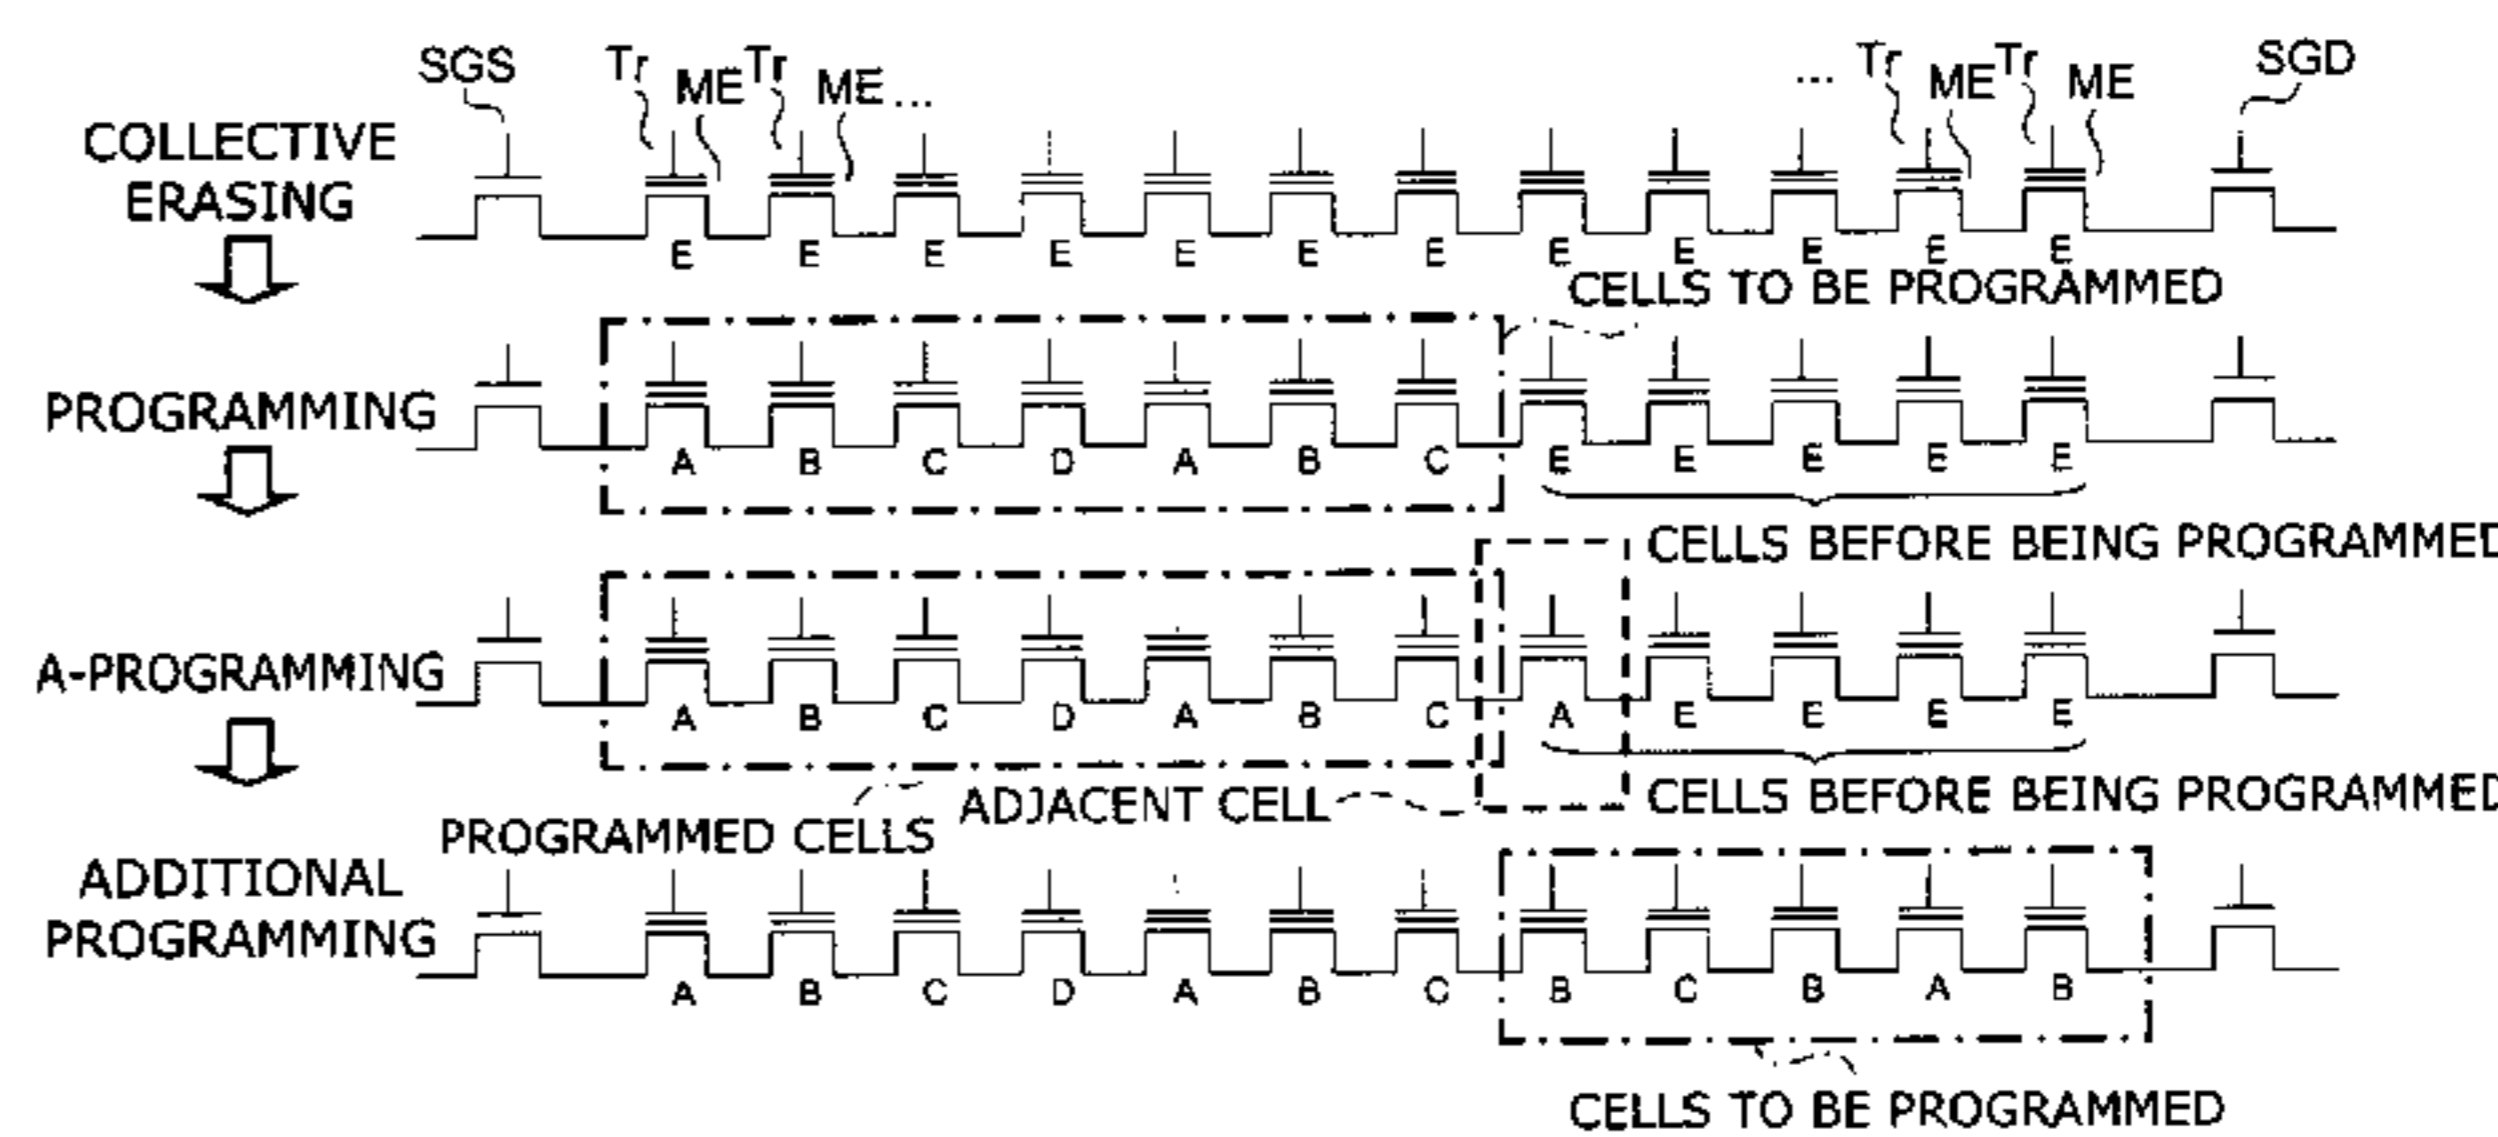 SGS Tr ME Tr ME ... ... Tr ME Tr ME SGD
COLLECTIVE
ERASING
E E E E E E E E E E E E
CELLS TO BE PROGRAMMED
PROGRAMMING
A B C D A B C E E E E E
CELLS BEFORE BEING PROGRAMMED
A-PROGRAMMING
A B C D A B C A E E E E
CELLS BEFORE BEING PROGRAMMED
ADJACENT CELL
PROGRAMMED CELLS
ADDITIONAL
PROGRAMMING
A B C D A B C B C B A B
CELLS TO BE PROGRAMMED